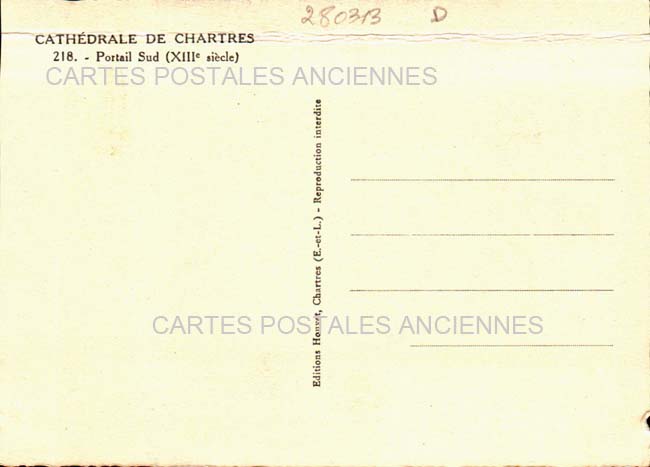 280313 D
CATHÉDRALE DE CHARTRES
218. - Portail Sud (XIIIe siècle)
CARTES POSTALES ANCIENNES
Editions Houvet, Chartres (E.-et-L.) - Reproduction interdite
CARTES POSTALES ANCIENNES